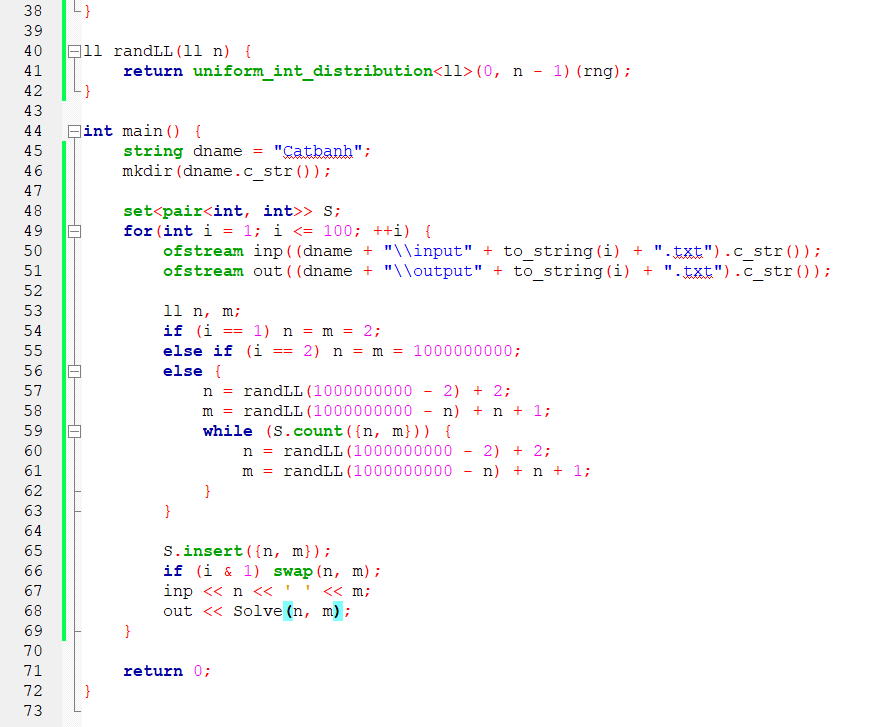 38 }
39
40 ll randLL(ll n) {
41     return uniform_int_distribution<ll>(0, n - 1)(rng);
42 }
43
44 int main() {
45     string dname = "Catbanh";
46     mkdir(dname.c_str());
47
48     set<pair<int, int>> S;
49     for(int i = 1; i <= 100; ++i) {
50         ofstream inp((dname + "\\input" + to_string(i) + ".txt").c_str());
51         ofstream out((dname + "\\output" + to_string(i) + ".txt").c_str());
52
53         ll n, m;
54         if (i == 1) n = m = 2;
55         else if (i == 2) n = m = 1000000000;
56         else {
57             n = randLL(1000000000 - 2) + 2;
58             m = randLL(1000000000 - n) + n + 1;
59             while (S.count({n, m})) {
60                 n = randLL(1000000000 - 2) + 2;
61                 m = randLL(1000000000 - n) + n + 1;
62             }
63         }
64
65         S.insert({n, m});
66         if (i & 1) swap(n, m);
67         inp << n << ' ' << m;
68         out << Solve(n, m);
69     }
70
71     return 0;
72 }
73